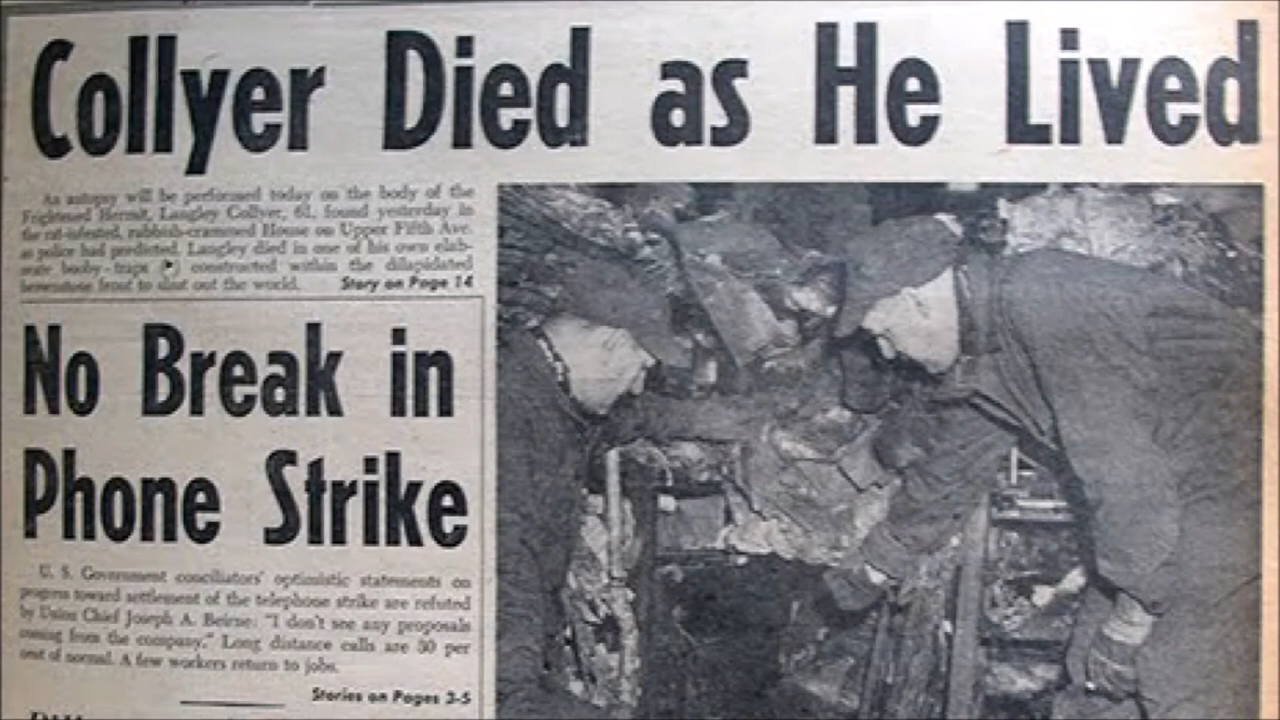 Collyer Died as He Lived
An autopsy will be performed today on the body of the
Frightened Hermit, Langley Collyer, 61, found yesterday in
the rat-infested, rubbish-crammed House on Upper Fifth Ave.
as police had predicted. Langley died in one of his own elab-
orate booby-traps constructed within the dilapidated
brownstone front to shut out the world. Story on Page 14
No Break in
Phone Strike
U. S. Government conciliators' optimistic statements on
progress toward settlement of the telephone strike are refuted
by Union Chief Joseph A. Beirne: "I don't see any proposals
coming from the company." Long distance calls are 30 per
cent of normal. A few workers return to jobs.
Stories on Pages 3-5